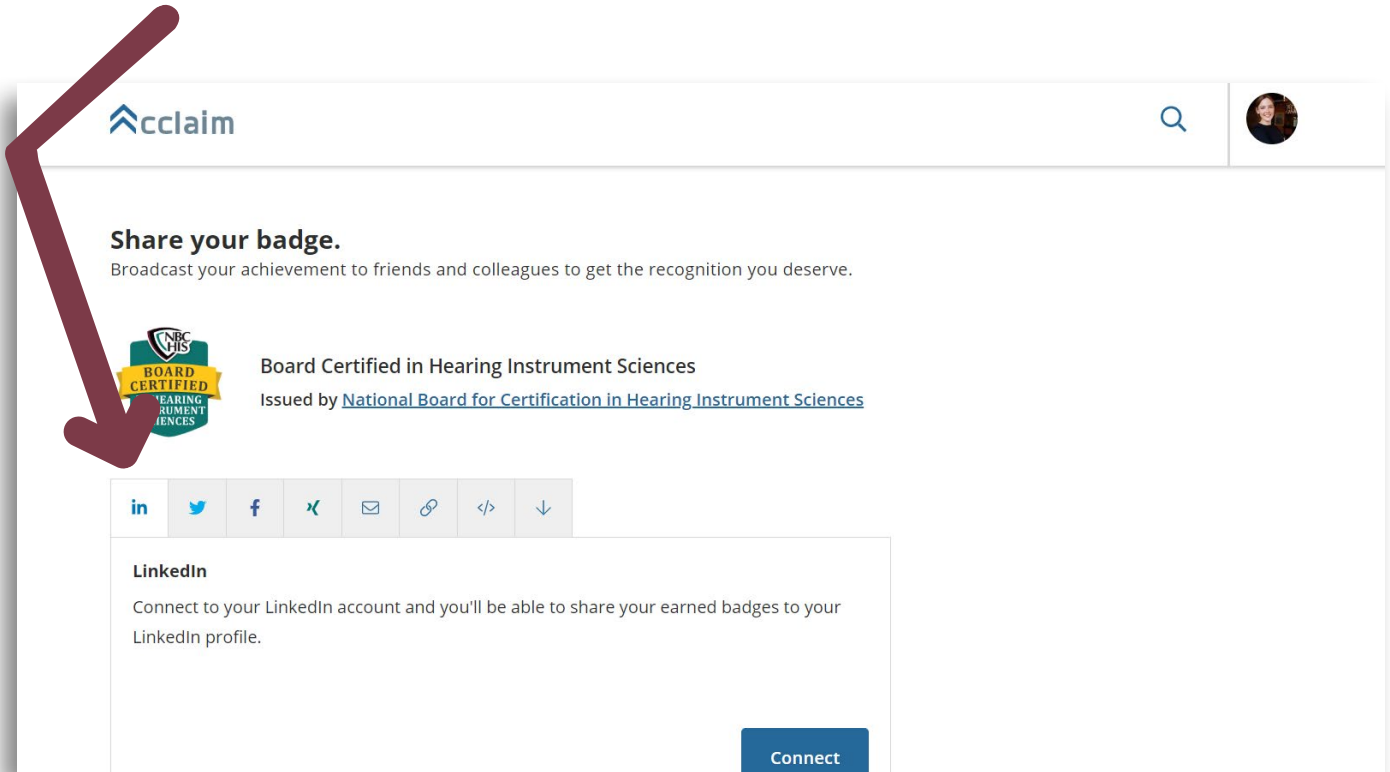 cclaim
Share your badge.
Broadcast your achievement to friends and colleagues to get the recognition you deserve.
NBC
HIS
BOARD
CERTIFIED
Board Certified in Hearing Instrument Sciences
Issued by National Board for Certification in Hearing Instrument Sciences
in
f
</>
LinkedIn
Connect to your LinkedIn account and you'll be able to share your earned badges to your
LinkedIn profile.
Connect